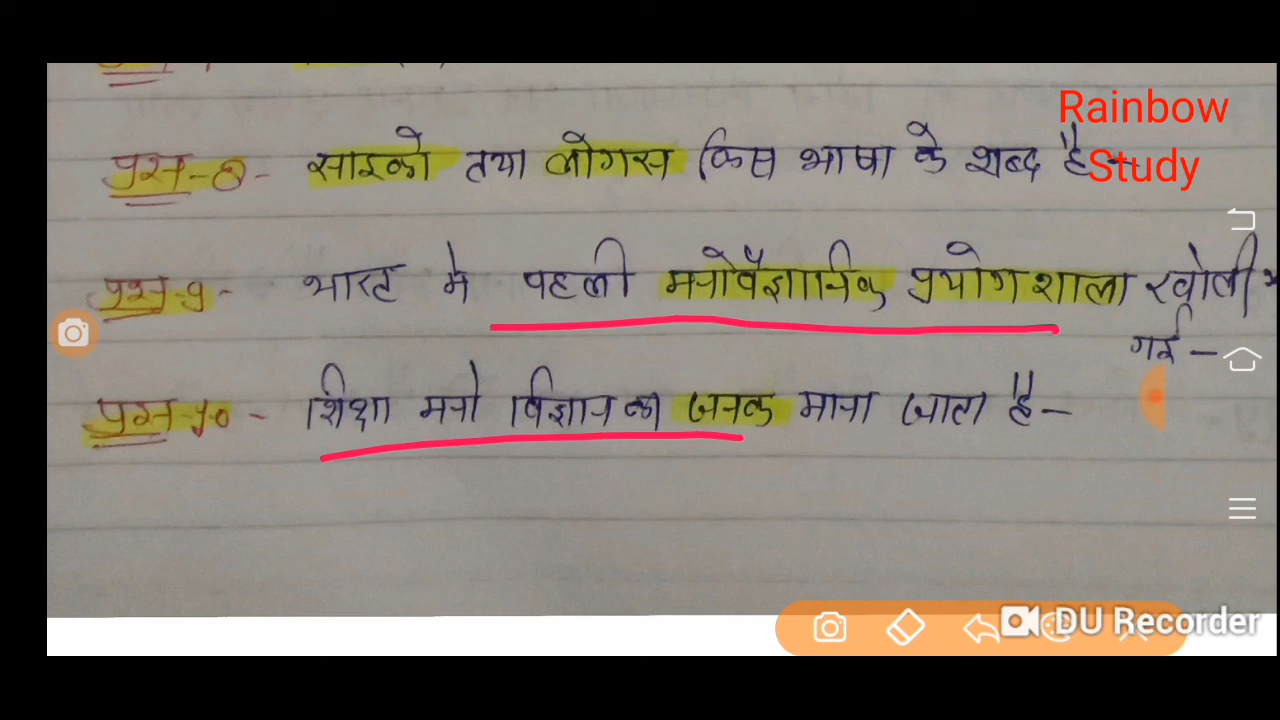 Rainbow
Study
प्रश्न-8- साइको तथा लोगस किस भाषा के शब्द है-
प्रश्न-9- भारत मे पहली मनोवैज्ञानिक प्रयोगशाला खोली
गई-
प्रश्न-10- शिक्षा मनो विज्ञान का जनक माना जाता है-
DU Recorder